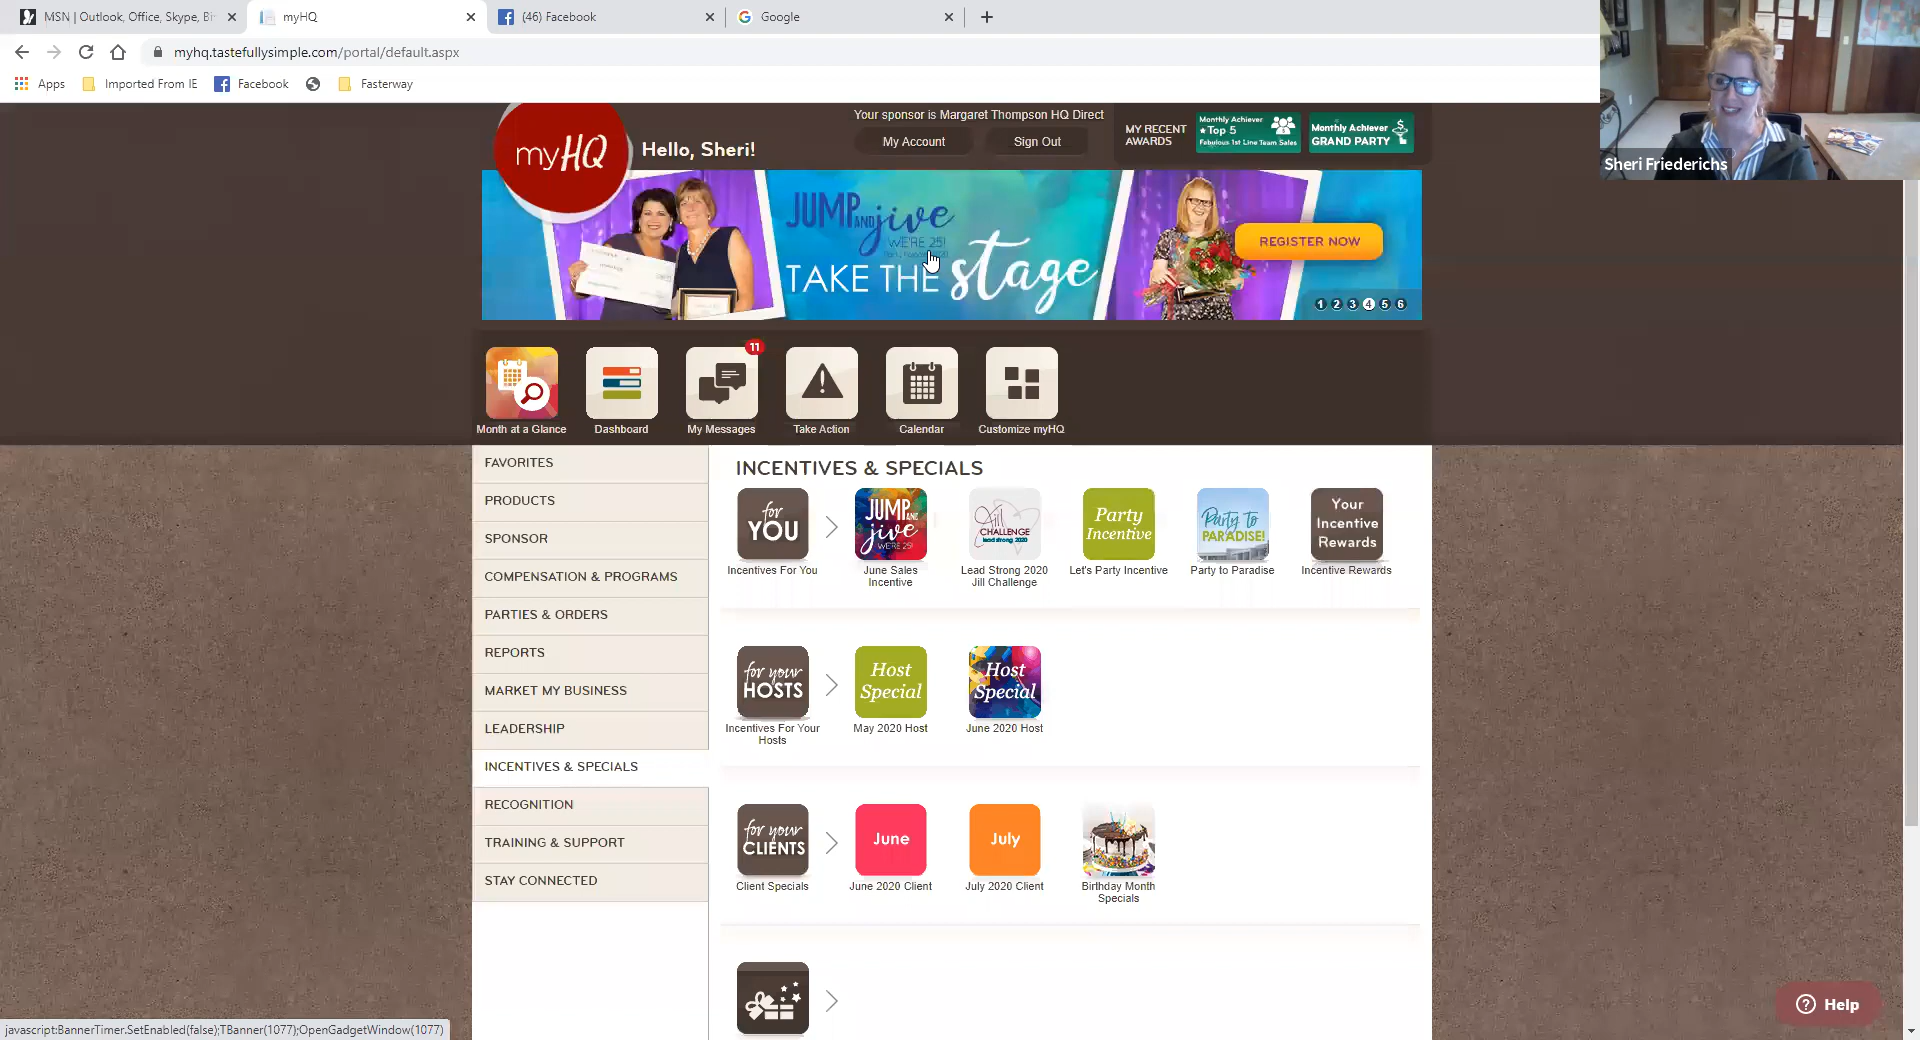 MSN | Outlook, Office, Skype, Bi
myHQ
(46) Facebook
Google
myhq.tastefullysimple.com/portal/default.aspx
Apps
Imported From IE
Facebook
Fasterway
Sheri Friederichs
myHQ
Hello, Sheri!
Your sponsor is Margaret Thompson HQ Direct
My Account
Sign Out
MY RECENT
AWARDS
Monthly Achiever
Top 5
Fabulous 1st Line Team Sales
Monthly Achiever
GRAND PARTY
JUMP AND jive
WE'RE 25!
TAKE THE stage
REGISTER NOW
1 2 3 4 5 6
11
Month at a Glance
Dashboard
My Messages
Take Action
Calendar
Customize myHQ
FAVORITES
PRODUCTS
SPONSOR
COMPENSATION & PROGRAMS
PARTIES & ORDERS
REPORTS
MARKET MY BUSINESS
LEADERSHIP
INCENTIVES & SPECIALS
RECOGNITION
TRAINING & SUPPORT
STAY CONNECTED
INCENTIVES & SPECIALS
for
YOU
Incentives For You
JUMP AND
jive
WE'RE 25!
June Sales
Incentive
Jill
CHALLENGE
lead strong 2020
Lead Strong 2020
Jill Challenge
Party
Incentive
Let's Party Incentive
Party to
PARADISE!
Party to Paradise
Your
Incentive
Rewards
Incentive Rewards
for your
HOSTS
Incentives For Your
Hosts
Host
Special
May 2020 Host
Host
Special
June 2020 Host
for your
CLIENTS
Client Specials
June
June 2020 Client
July
July 2020 Client
Birthday Month
Specials
Help
javascript:BannerTimer.SetEnabled(false);TBanner(1077);OpenGadgetWindow(1077)